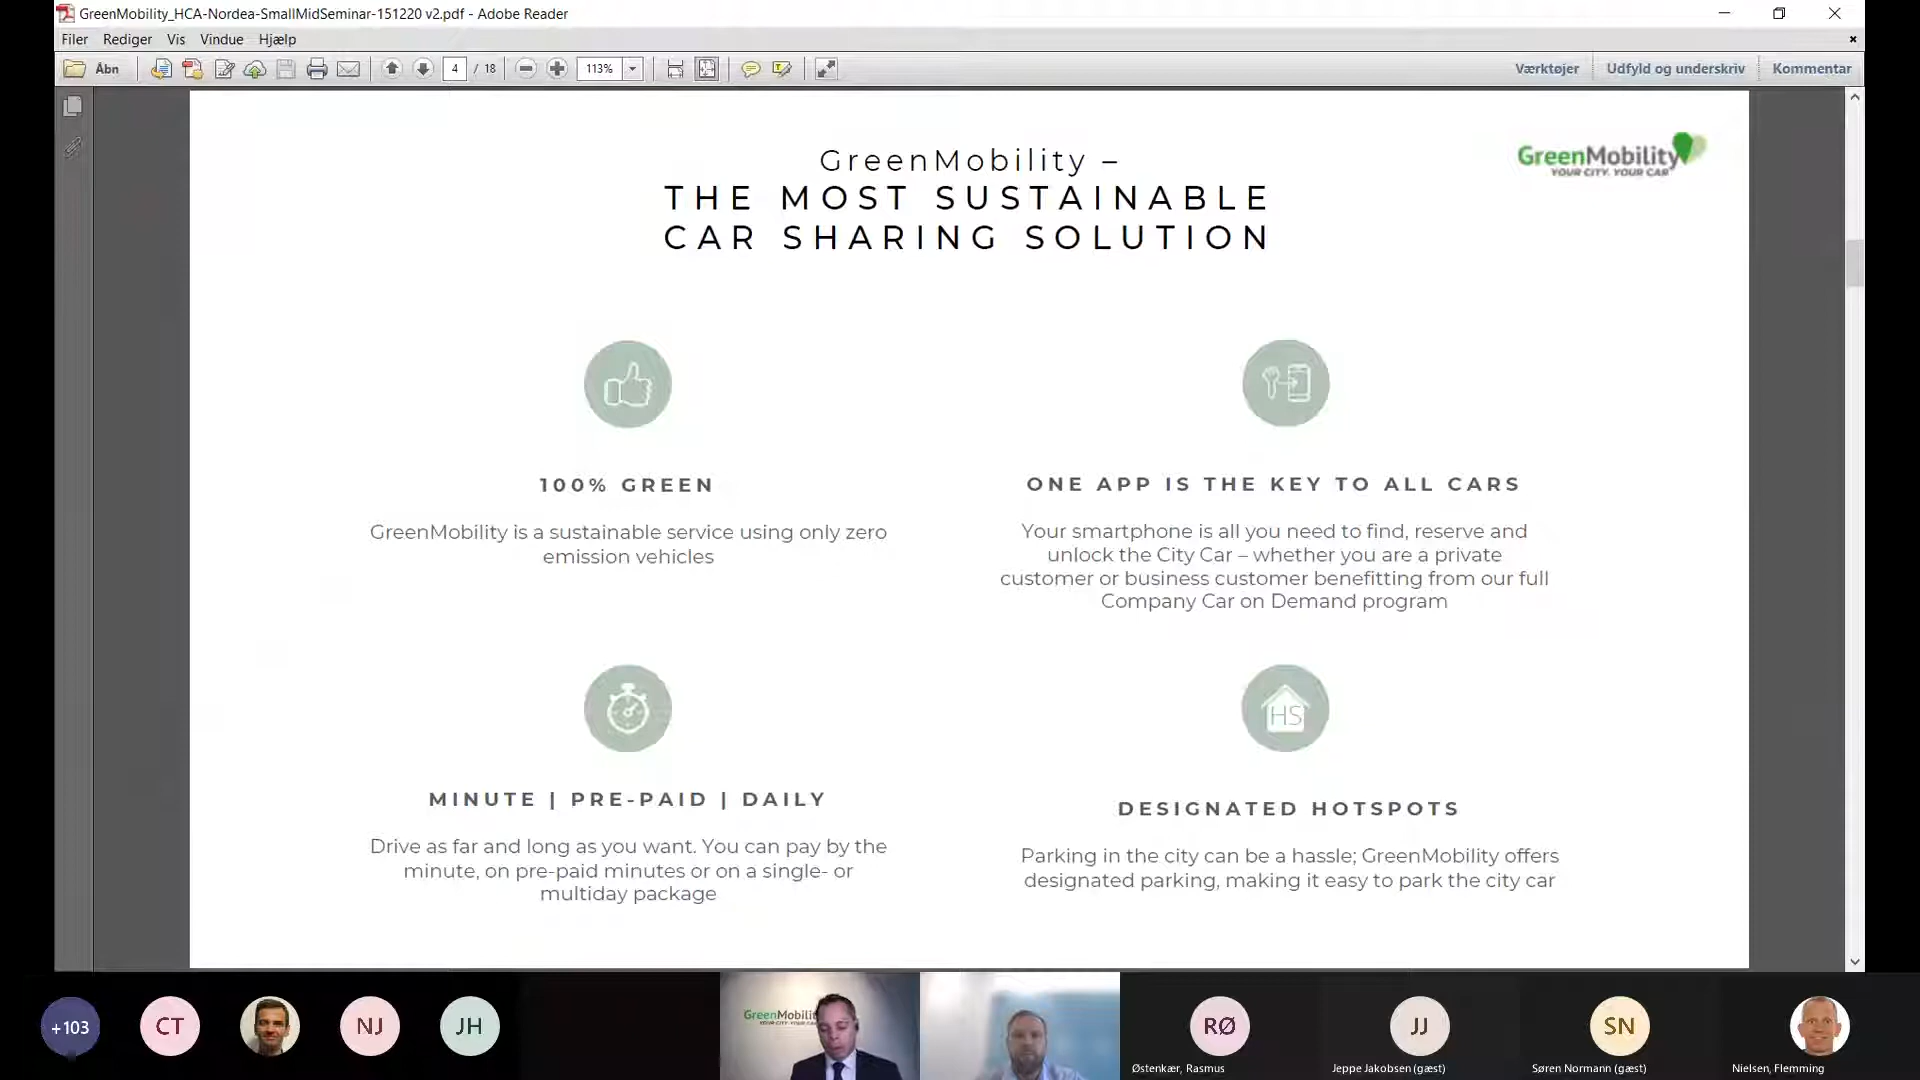 GreenMobility_HCA-Nordea-SmallMidSeminar-151220 v2.pdf - Adobe Reader
Filer Rediger Vis Vindue Hjælp
Åbn 4 / 18 113% Værktøjer Udfyld og underskriv Kommentar
GreenMobility –
THE MOST SUSTAINABLE
CAR SHARING SOLUTION
GreenMobility
YOUR CITY. YOUR CAR
100% GREEN
GreenMobility is a sustainable service using only zero
emission vehicles
ONE APP IS THE KEY TO ALL CARS
Your smartphone is all you need to find, reserve and
unlock the City Car – whether you are a private
customer or business customer benefitting from our full
Company Car on Demand program
MINUTE | PRE-PAID | DAILY
Drive as far and long as you want. You can pay by the
minute, on pre-paid minutes or on a single- or
multiday package
HS
DESIGNATED HOTSPOTS
Parking in the city can be a hassle; GreenMobility offers
designated parking, making it easy to park the city car
+103 CT NJ JH RØ JJ SN
Østenkær, Rasmus Jeppe Jakobsen (gæst) Søren Normann (gæst) Nielsen, Flemming